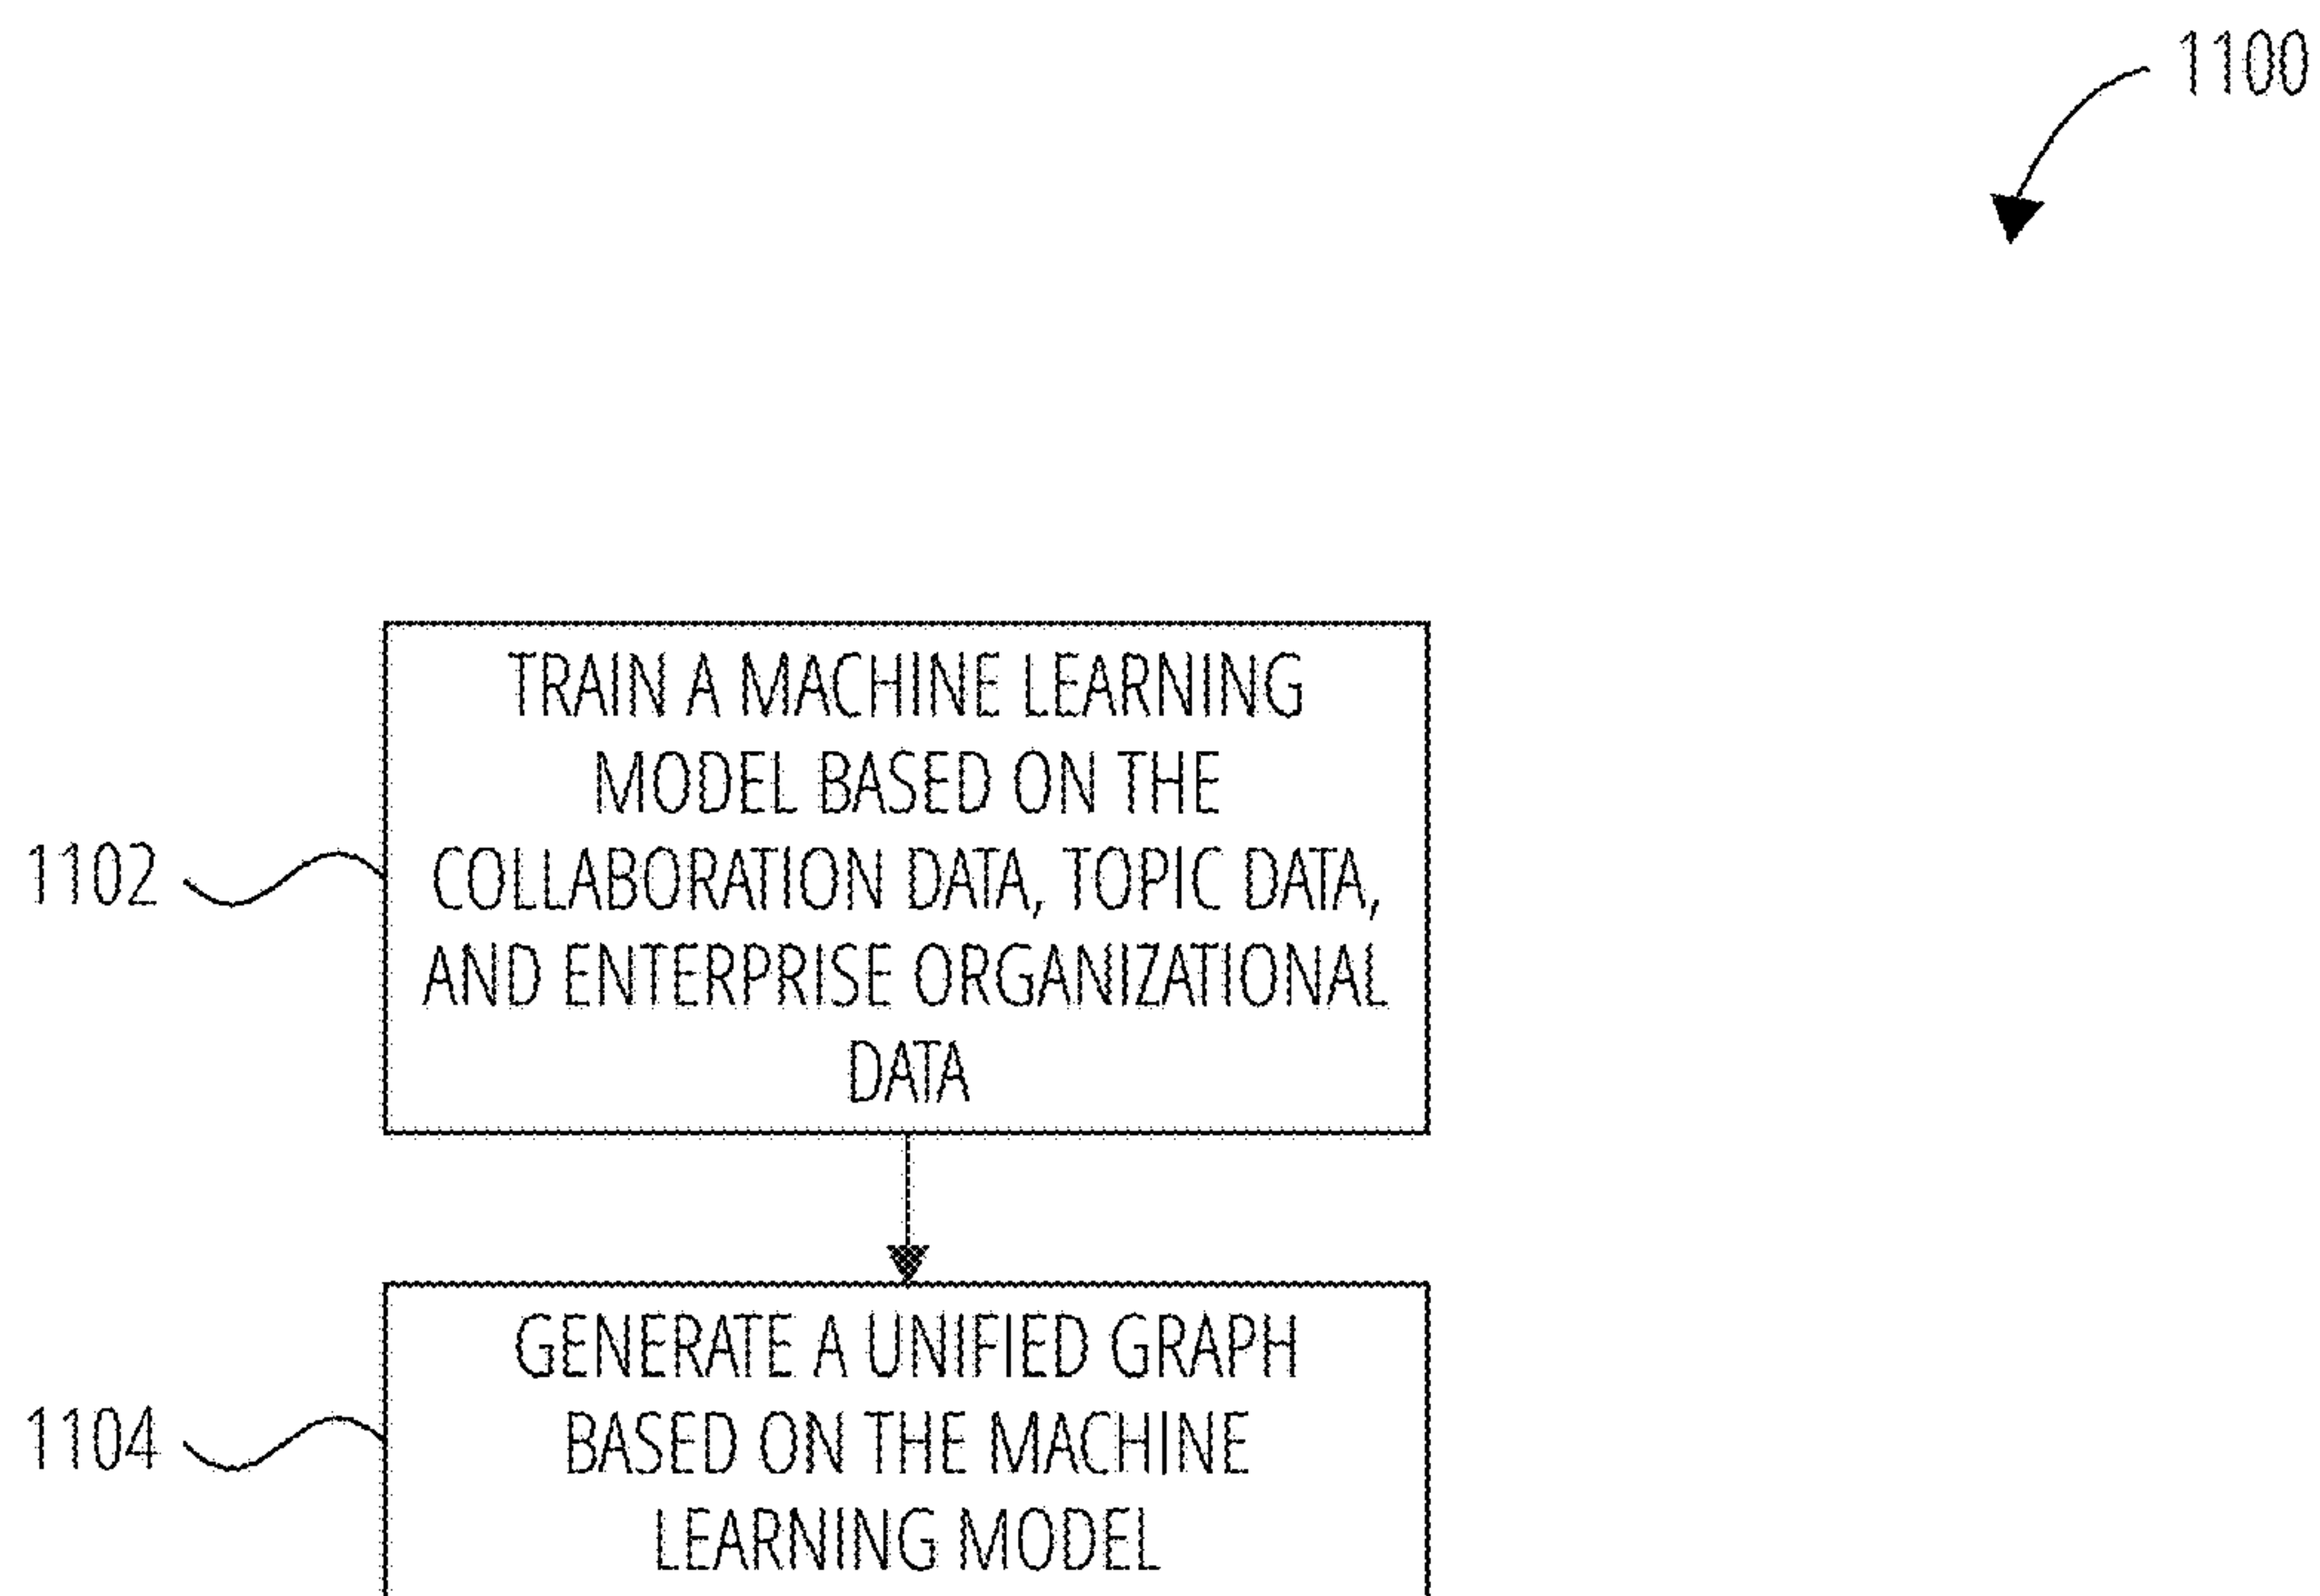 1100
TRAIN A MACHINE LEARNING
MODEL BASED ON THE
1102
COLLABORATION DATA, TOPIC DATA,
AND ENTERPRISE ORGANIZATIONAL
DATA
GENERATE A UNIFIED GRAPH
1104
BASED ON THE MACHINE
LEARNING MODEL